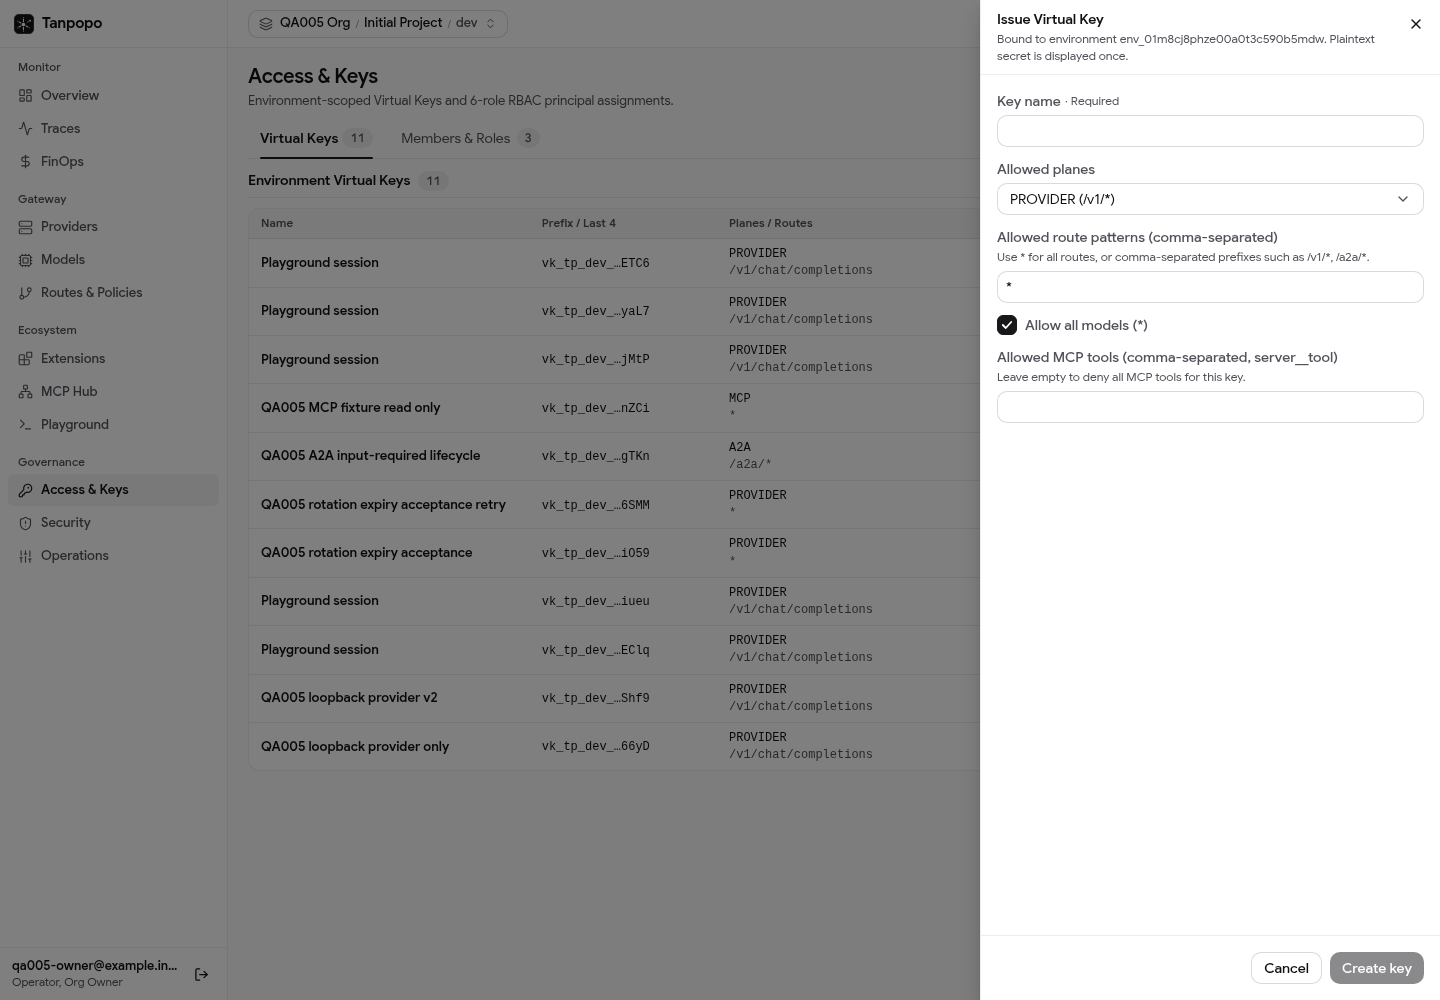 Tanpopo
Monitor
Overview
Traces
FinOps
Gateway
Providers
Models
Routes & Policies
Ecosystem
Extensions
MCP Hub
Playground
Governance
Access & Keys
Security
Operations
qa005-owner@example.in...
Operator, Org Owner
QA005 Org / Initial Project / dev
Access & Keys
Environment-scoped Virtual Keys and 6-role RBAC principal assignments.
Virtual Keys 11 Members & Roles 3
Environment Virtual Keys 11
Name Prefix / Last 4 Planes / Routes
Playground session vk_tp_dev_…ETC6 PROVIDER
/v1/chat/completions
Playground session vk_tp_dev_…yaL7 PROVIDER
/v1/chat/completions
Playground session vk_tp_dev_…jMtP PROVIDER
/v1/chat/completions
QA005 MCP fixture read only vk_tp_dev_…nZCi MCP
*
QA005 A2A input-required lifecycle vk_tp_dev_…gTKn A2A
/a2a/*
QA005 rotation expiry acceptance retry vk_tp_dev_…6SMM PROVIDER
*
QA005 rotation expiry acceptance vk_tp_dev_…iO59 PROVIDER
*
Playground session vk_tp_dev_…iueu PROVIDER
/v1/chat/completions
Playground session vk_tp_dev_…EClq PROVIDER
/v1/chat/completions
QA005 loopback provider v2 vk_tp_dev_…Shf9 PROVIDER
/v1/chat/completions
QA005 loopback provider only vk_tp_dev_…66yD PROVIDER
/v1/chat/completions
Issue Virtual Key
Bound to environment env_01m8cj8phze00a0t3c590b5mdw. Plaintext
secret is displayed once.
Key name · Required
Allowed planes
PROVIDER (/v1/*)
Allowed route patterns (comma-separated)
Use * for all routes, or comma-separated prefixes such as /v1/*, /a2a/*.
*
Allow all models (*)
Allowed MCP tools (comma-separated, server__tool)
Leave empty to deny all MCP tools for this key.
Cancel Create key